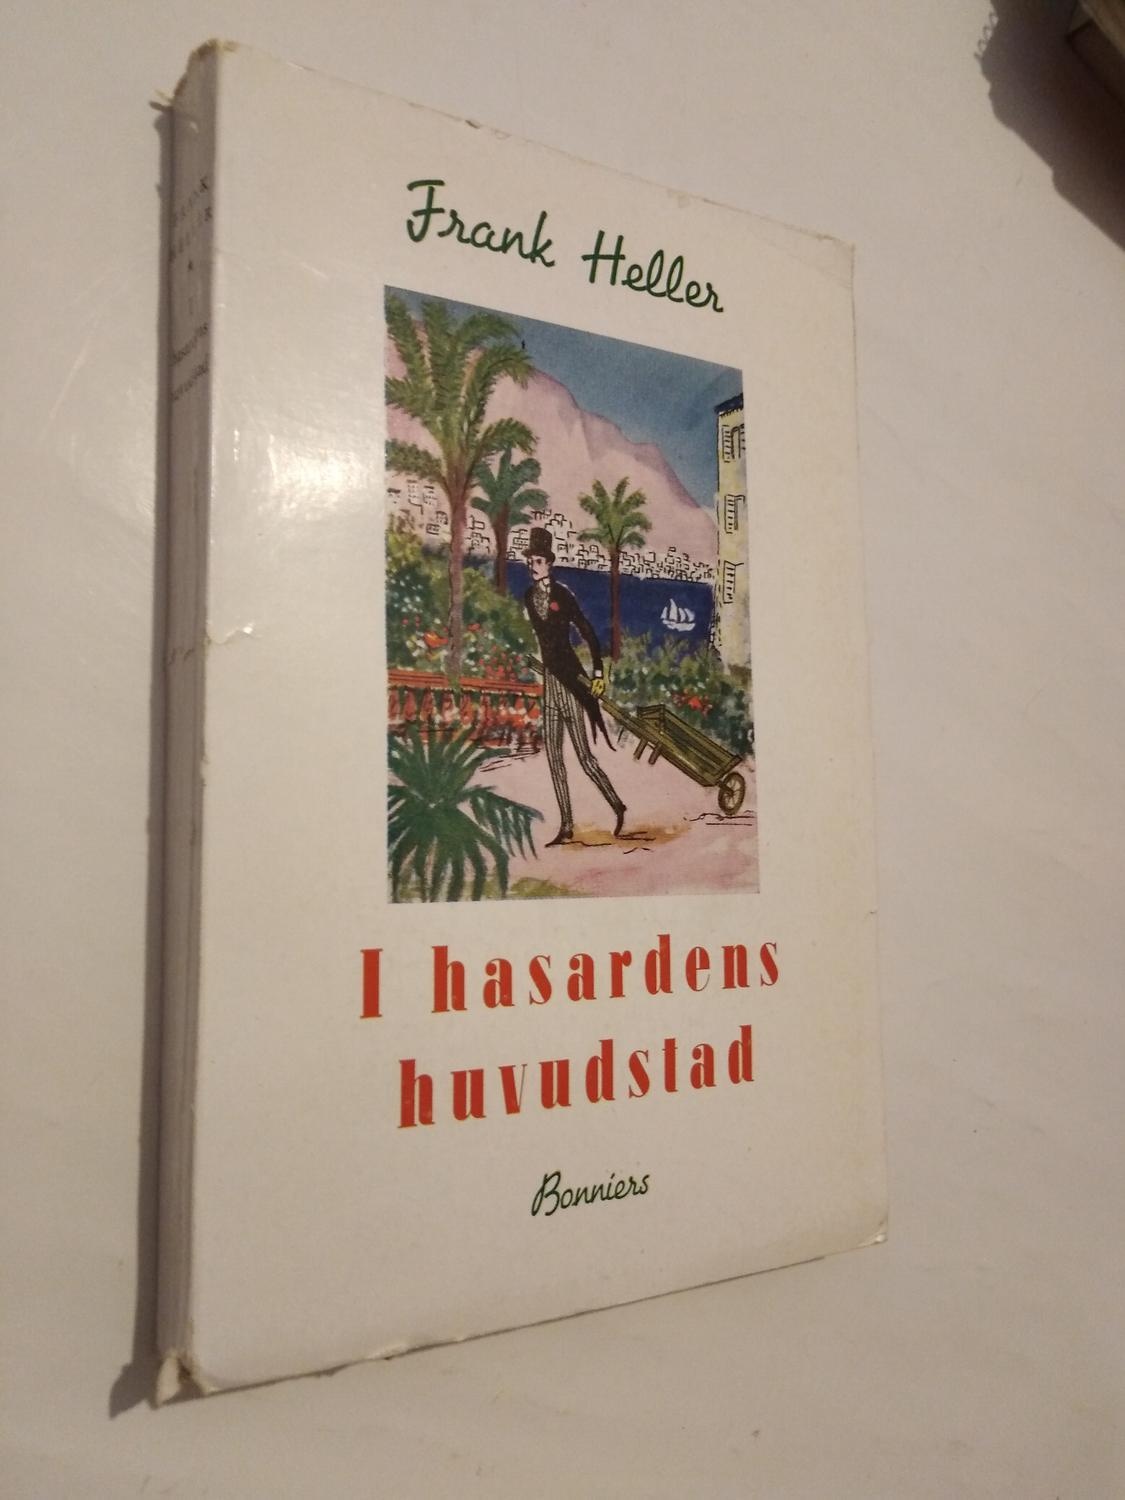 Frank Heller
I hasardens
huvudstad
Bonniers